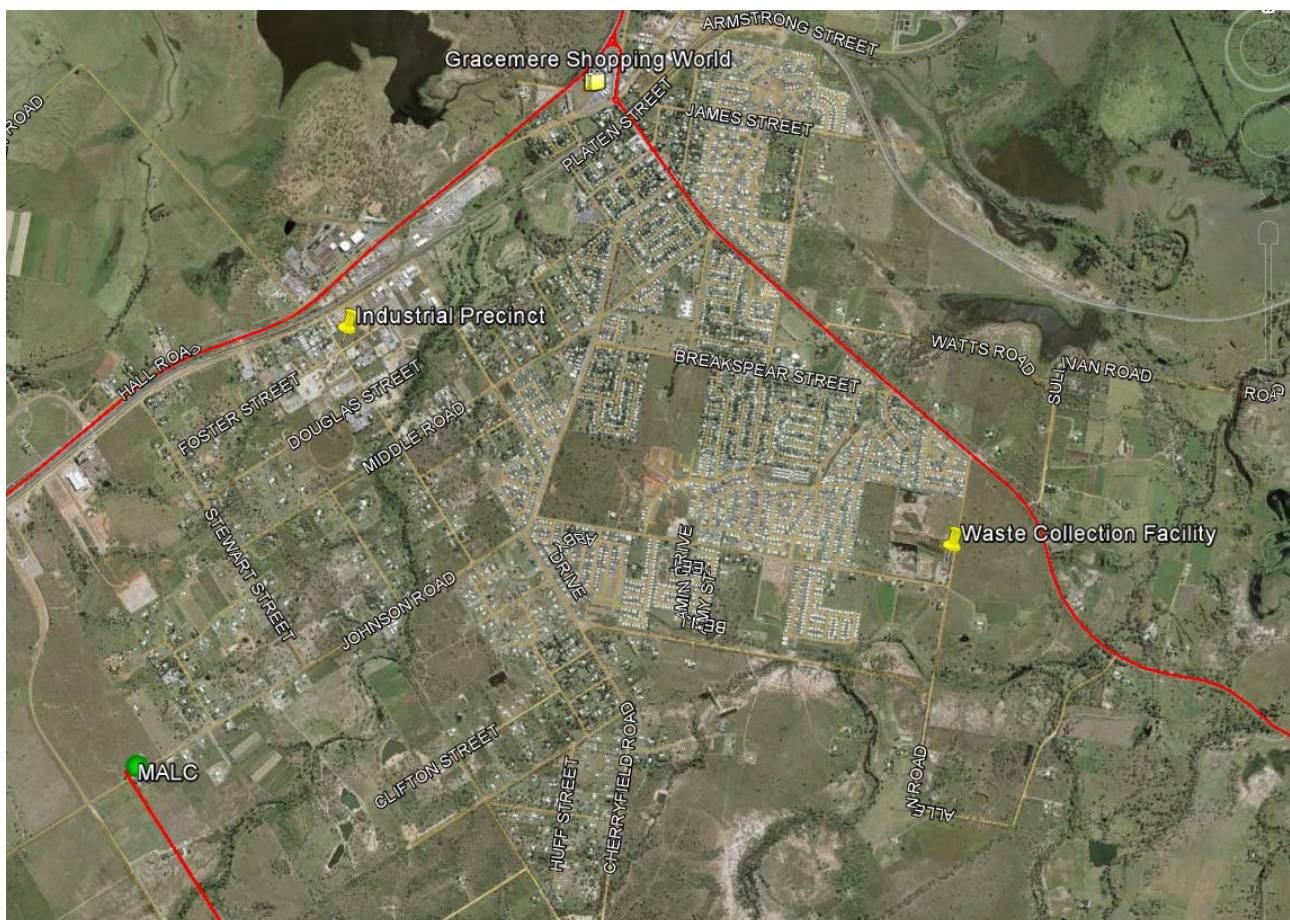 ARMSTRONG STREET
Gracemere Shopping World
ROAD
JAMES STREET
PLATEN STREET
Industrial Precinct
HALL ROAD
WATTS ROAD
BREAKSPEAR STREET
ROAD
FOSTER STREET
DOUGLAS STREET
MIDDLE ROAD
STEWART STREET
DRIVE
Waste Collection Facility
JOHNSON ROAD
MALC
CLIFTON STREET
HUFF STREET
CHERRYFIELD ROAD
ALLEN ROAD